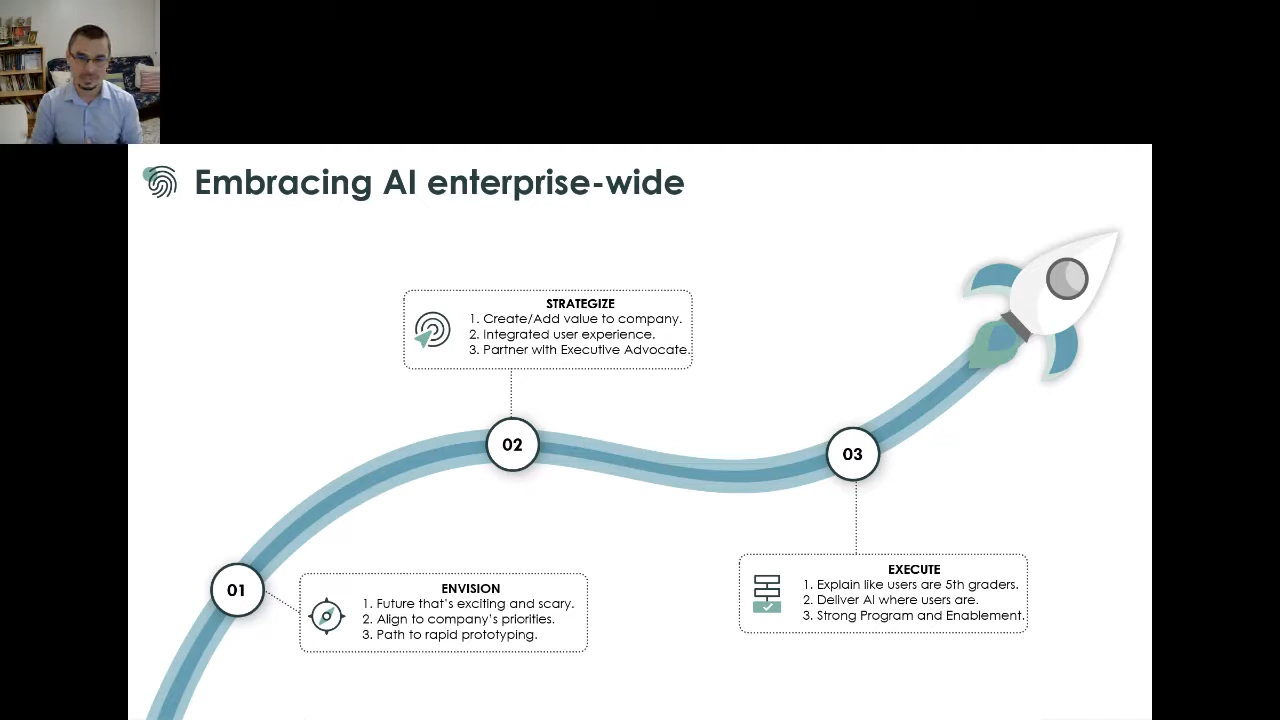 Embracing AI enterprise-wide
STRATEGIZE
1. Create/Add value to company.
2. Integrated user experience.
3. Partner with Executive Advocate.
02
03
01
ENVISION
1. Future that's exciting and scary.
2. Align to company's priorities.
3. Path to rapid prototyping.
EXECUTE
1. Explain like users are 5th graders.
2. Deliver AI where users are.
3. Strong Program and Enablement.